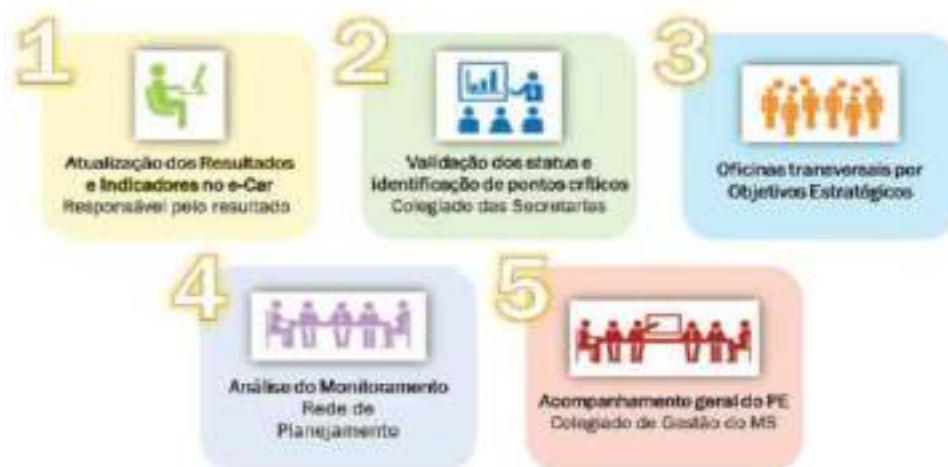 1
Atualização dos Resultados
e Indicadores no e-Car
Responsável pelo resultado
2
Validação dos status e
identificação de pontos críticos
Colegiado das Secretarias
3
Oficinas transversais por
Objetivos Estratégicos
4
Análise do Monitoramento
Rede de
Planejamento
5
Acompanhamento geral do PE
Colegiado de Gestão do MS